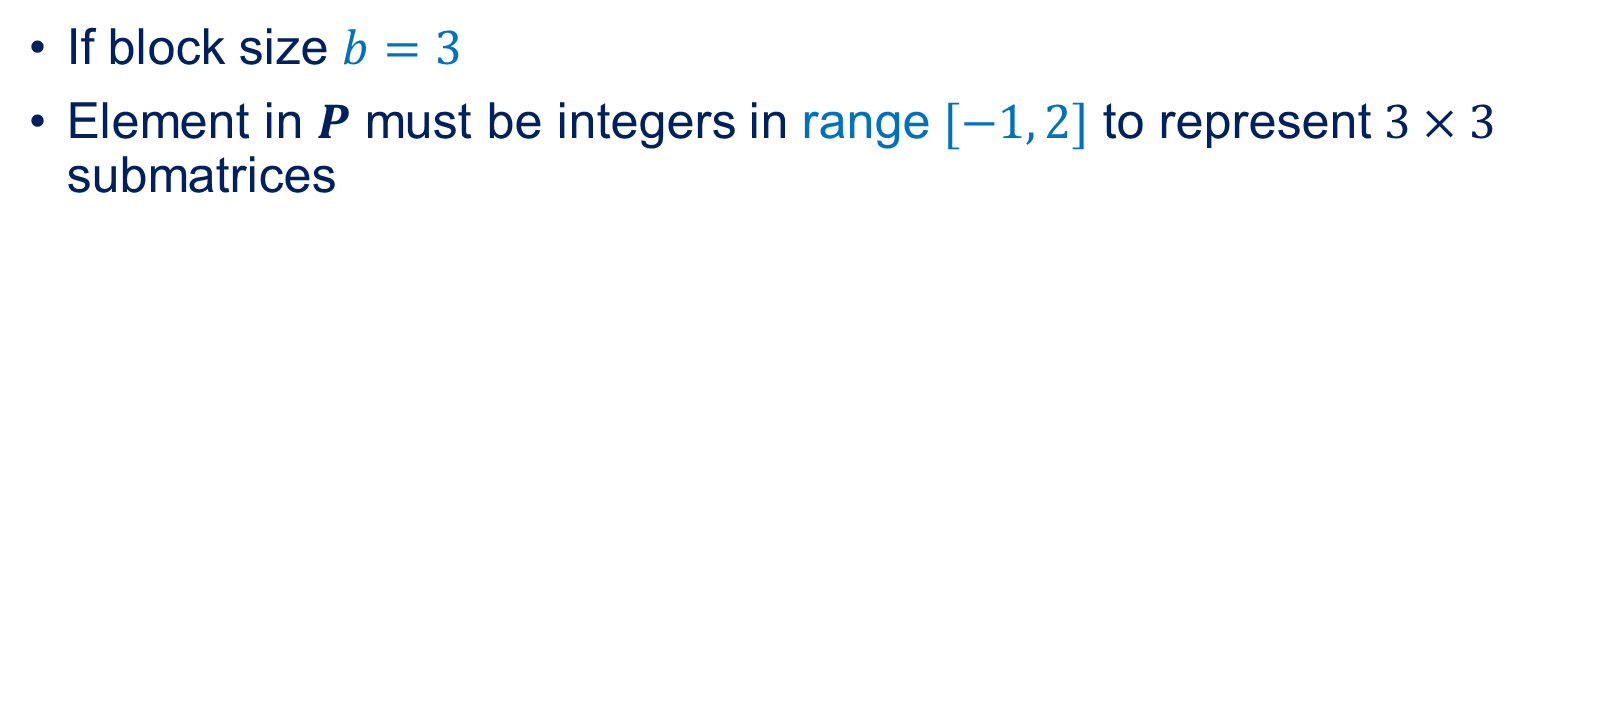 • If block size b = 3
• Element in P must be integers in range [−1, 2] to represent 3 × 3
submatrices